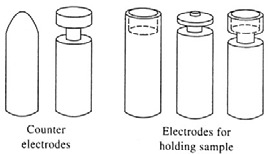 Counter
electrodes
Electrodes for
holding sample